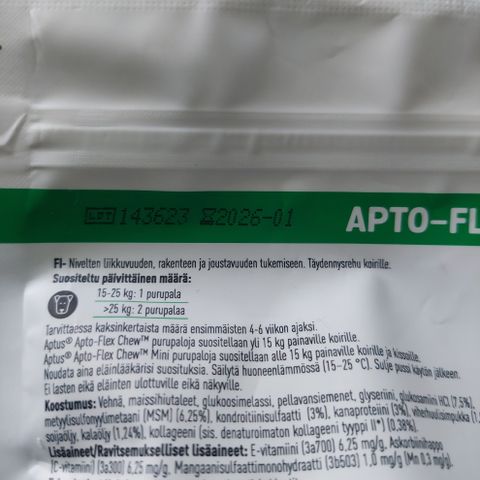 LOT 143623 2026-01
APTO-FL
FI- Nivelten liikkuvuuden, rakenteen ja joustavuuden tukemiseen. Täydennysrehu koirille.
Suositeltu päivittäinen määrä:
15-25 kg: 1 purupala
>25 kg: 2 purupalaa
Tarvittaessa kaksinkertaista määrä ensimmäisten 4-6 viikon ajaksi.
Aptus® Apto-Flex Chew™ purupaloja suositellaan yli 15 kg painaville koirille.
Aptus® Apto-Flex Chew™ Mini purupaloja suositellaan alle 15 kg painaville koirille ja kissoille.
Noudata aina eläinlääkärisi suosituksia. Säilytä huoneenlämmössä (15-25 °C). Sulje pussi käytön jälkeen.
Ei lasten eikä eläinten ulottuville eikä näkyville.
Koostumus: Vehnä, maissihiutaleet, glukoosimelassi, pellavansiemenet, glyseriini, glukosamiini HCl (7,5%),
metyylisulfonyylimetaani (MSM) (6,25%), kondroitiinisulfaatti (3%), kanaproteiini (3%), viherhuulisimpukka
soijaöljy, kalaöljy (1,24%), kollageeni (sis. denaturoimaton kollageeni tyyppi II*) (0,38%).
Lisäaineet/Ravitsemukselliset lisäaineet: E-vitamiini (3a700) 6,25 mg/g, Askorbiinihappo
(C-vitamiini) (3a300) 6,25 mg/g, Mangaanisulfaattimonohydraatti (3b503) 1,0 mg/g (Mn 0,3 mg/g).